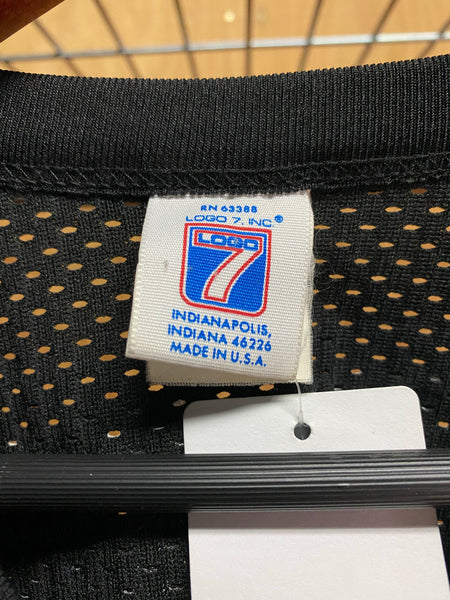 RN 63388
LOGO 7, INC.®
LOGO
7
INDIANAPOLIS,
INDIANA 46226
MADE IN U.S.A.